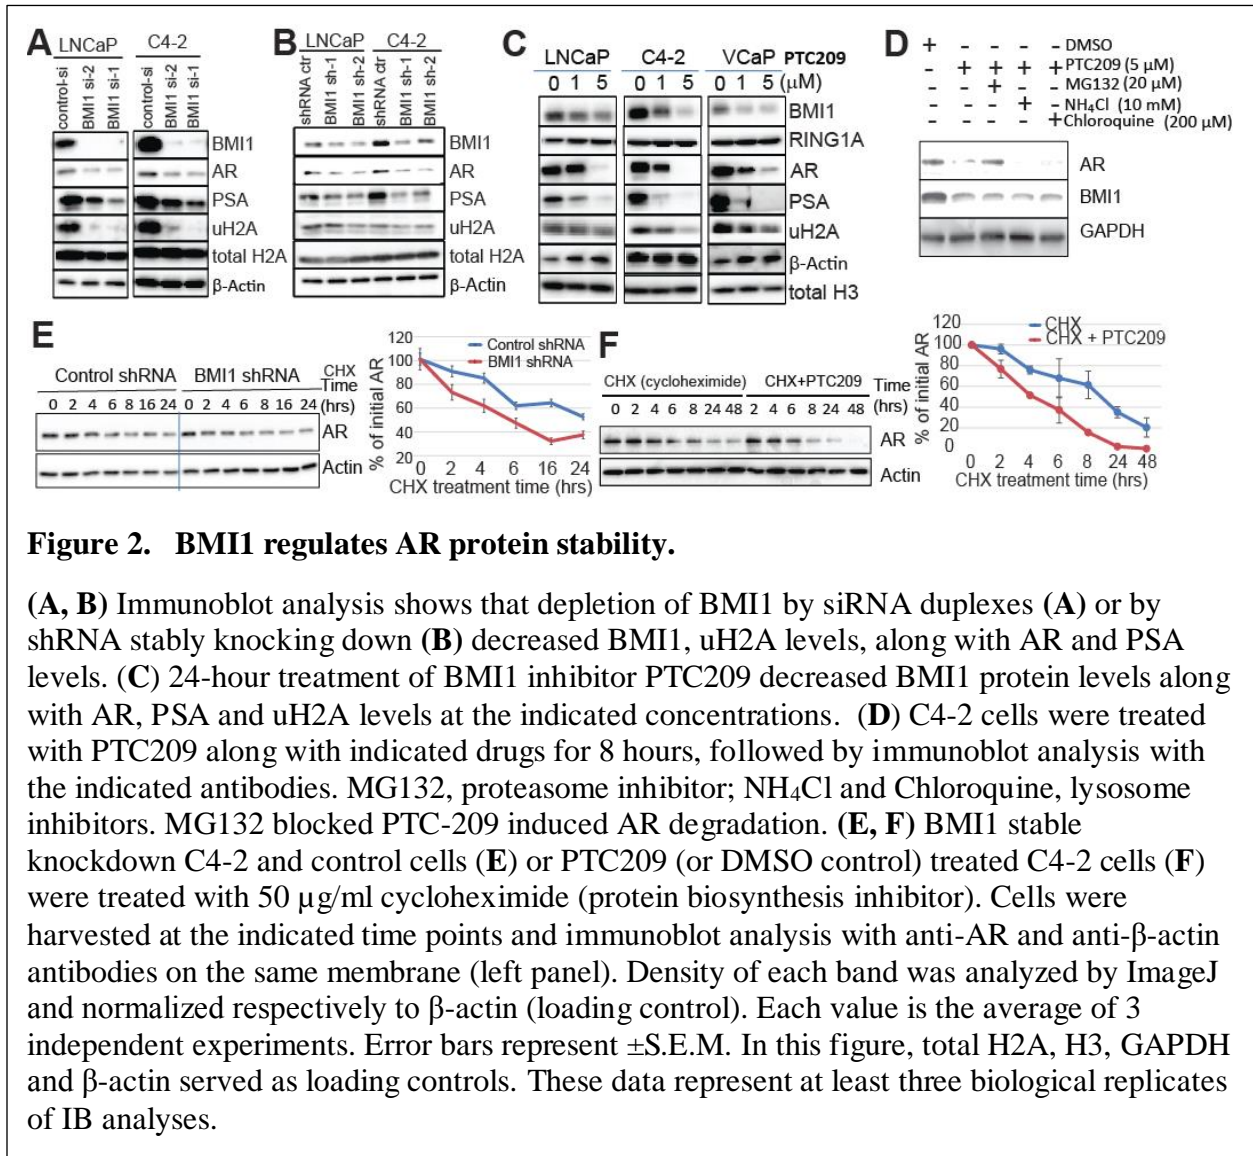 A
LNCaP
C4-2
control-si
BMI1 si-2
BMI1 si-1
control-si
BMI1 si-2
BMI1 si-1
BMI1
AR
PSA
uH2A
total H2A
β-Actin
B
LNCaP
C4-2
shRNA ctr
BMI1 sh-1
BMI1 sh-2
shRNA ctr
BMI1 sh-1
BMI1 sh-2
BMI1
AR
PSA
uH2A
total H2A
β-Actin
C
LNCaP C4-2 VCaP PTC209
0 1 5 0 1 5 0 1 5 (μM)
BMI1
RING1A
AR
PSA
uH2A
β-Actin
total H3
D
+ - - - - DMSO
- + + + + PTC209 (5 μM)
- - + - - MG132 (20 μM)
- - - + - NH₄Cl (10 mM)
- - - - + Chloroquine (200 μM)
AR
BMI1
GAPDH
E
Control shRNA BMI1 shRNA CHX
Time
0 2 4 6 8 16 24 0 2 4 6 8 16 24 (hrs)
AR
Actin
% of initial AR
120
100
80
60
40
20
Control shRNA
BMI1 shRNA
0 2 4 6 16 24
CHX treatment time (hrs)
F
CHX (cycloheximide) CHX+PTC209 Time
0 2 4 6 8 24 48 2 4 6 8 24 48 (hrs)
AR
Actin
% of initial AR
120
100
80
60
40
20
0
CHX
CHX + PTC209
0 2 4 6 8 24 48
CHX treatment time (hrs)
Figure 2. BMI1 regulates AR protein stability.
(A, B) Immunoblot analysis shows that depletion of BMI1 by siRNA duplexes (A) or by
shRNA stably knocking down (B) decreased BMI1, uH2A levels, along with AR and PSA
levels. (C) 24-hour treatment of BMI1 inhibitor PTC209 decreased BMI1 protein levels along
with AR, PSA and uH2A levels at the indicated concentrations. (D) C4-2 cells were treated
with PTC209 along with indicated drugs for 8 hours, followed by immunoblot analysis with
the indicated antibodies. MG132, proteasome inhibitor; NH₄Cl and Chloroquine, lysosome
inhibitors. MG132 blocked PTC-209 induced AR degradation. (E, F) BMI1 stable
knockdown C4-2 and control cells (E) or PTC209 (or DMSO control) treated C4-2 cells (F)
were treated with 50 μg/ml cycloheximide (protein biosynthesis inhibitor). Cells were
harvested at the indicated time points and immunoblot analysis with anti-AR and anti-β-actin
antibodies on the same membrane (left panel). Density of each band was analyzed by ImageJ
and normalized respectively to β-actin (loading control). Each value is the average of 3
independent experiments. Error bars represent ±S.E.M. In this figure, total H2A, H3, GAPDH
and β-actin served as loading controls. These data represent at least three biological replicates
of IB analyses.